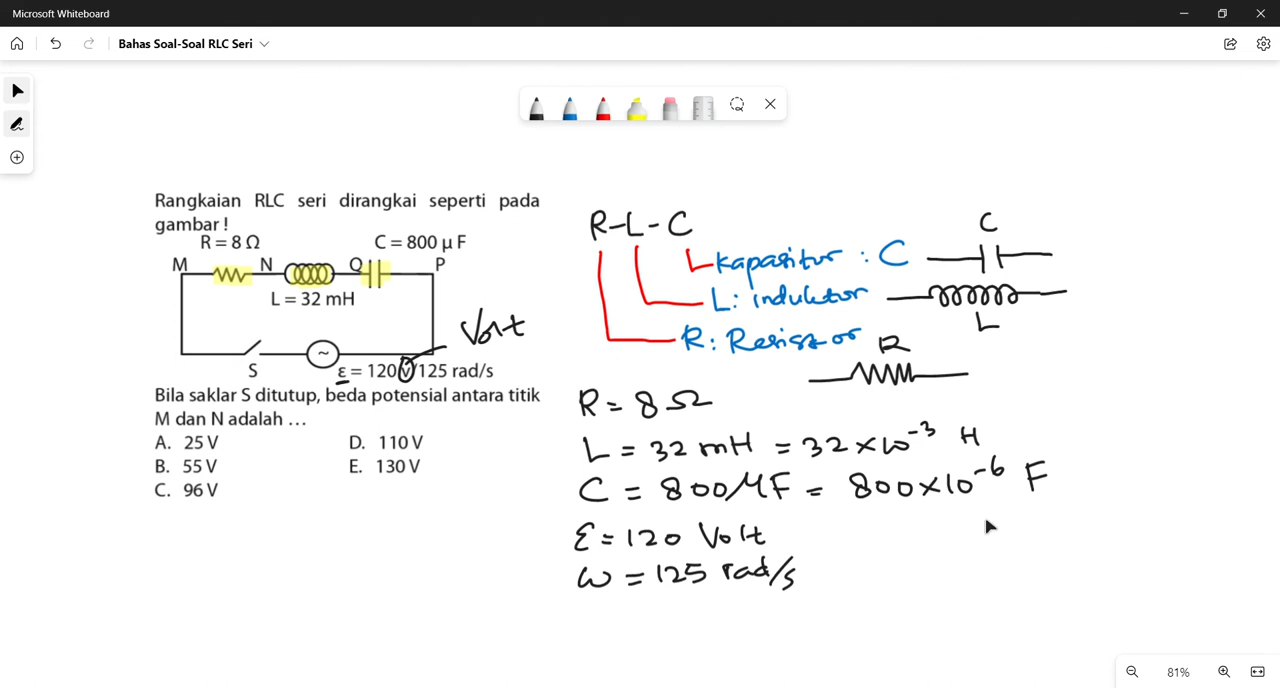 Microsoft Whiteboard
Bahas Soal-Soal RLC Seri
Rangkaian RLC seri dirangkai seperti pada
gambar !
R = 8 Ω
C = 800 μ F
M
N
Q
P
L = 32 mH
S
ε = 120 V/125 rad/s
Volt
Bila saklar S ditutup, beda potensial antara titik
M dan N adalah ...
A. 25 V
D. 110 V
B. 55 V
E. 130 V
C. 96 V
R-L-C
Kapasitor : C
C
L: induktor
L
R: Resistor
R
R = 8 Ω
L = 32 mH = 32 × 10⁻³ H
C = 800 μF = 800 × 10⁻⁶ F
ε = 120 Volt
ω = 125 rad/s
81%